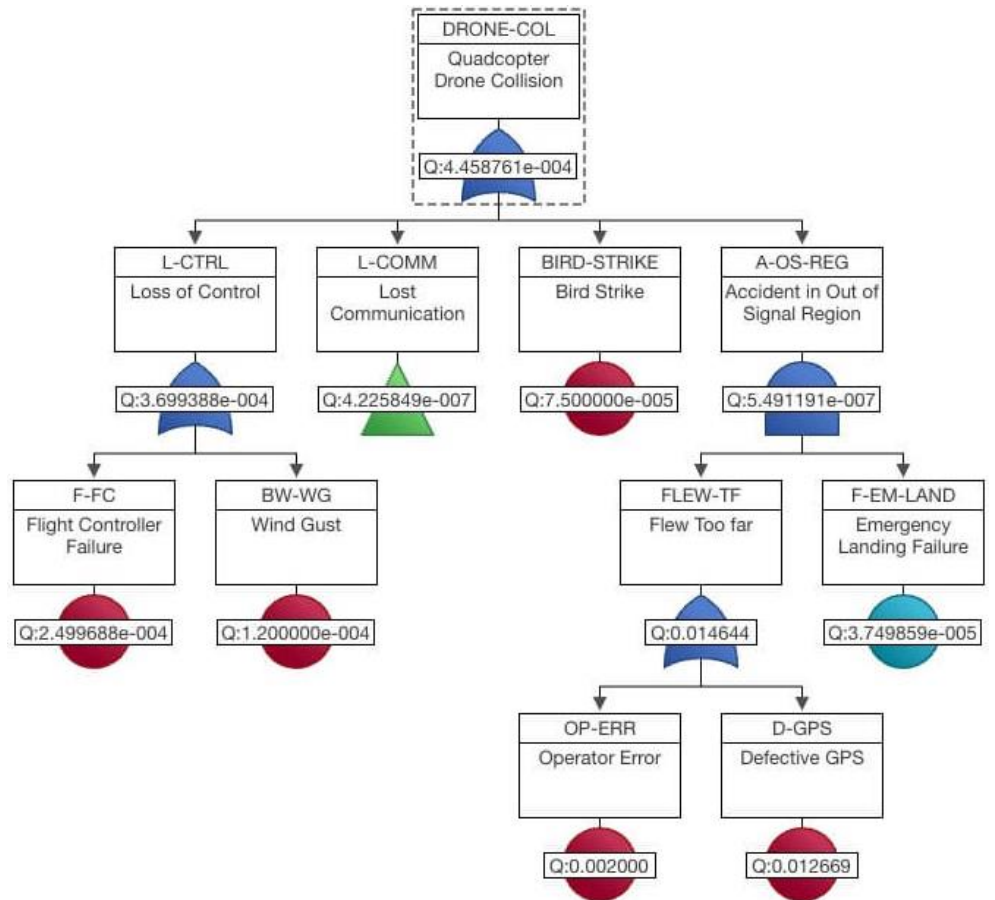 DRONE-COL
Quadcopter
Drone Collision
Q:4.458761e-004
L-CTRL
Loss of Control
Q:3.699388e-004
L-COMM
Lost
Communication
Q:4.225849e-007
BIRD-STRIKE
Bird Strike
Q:7.500000e-005
A-OS-REG
Accident in Out of
Signal Region
Q:5.491191e-007
F-FC
Flight Controller
Failure
Q:2.499688e-004
BW-WG
Wind Gust
Q:1.200000e-004
FLEW-TF
Flew Too far
Q:0.014644
F-EM-LAND
Emergency
Landing Failure
Q:3.749859e-005
OP-ERR
Operator Error
Q:0.002000
D-GPS
Defective GPS
Q:0.012669